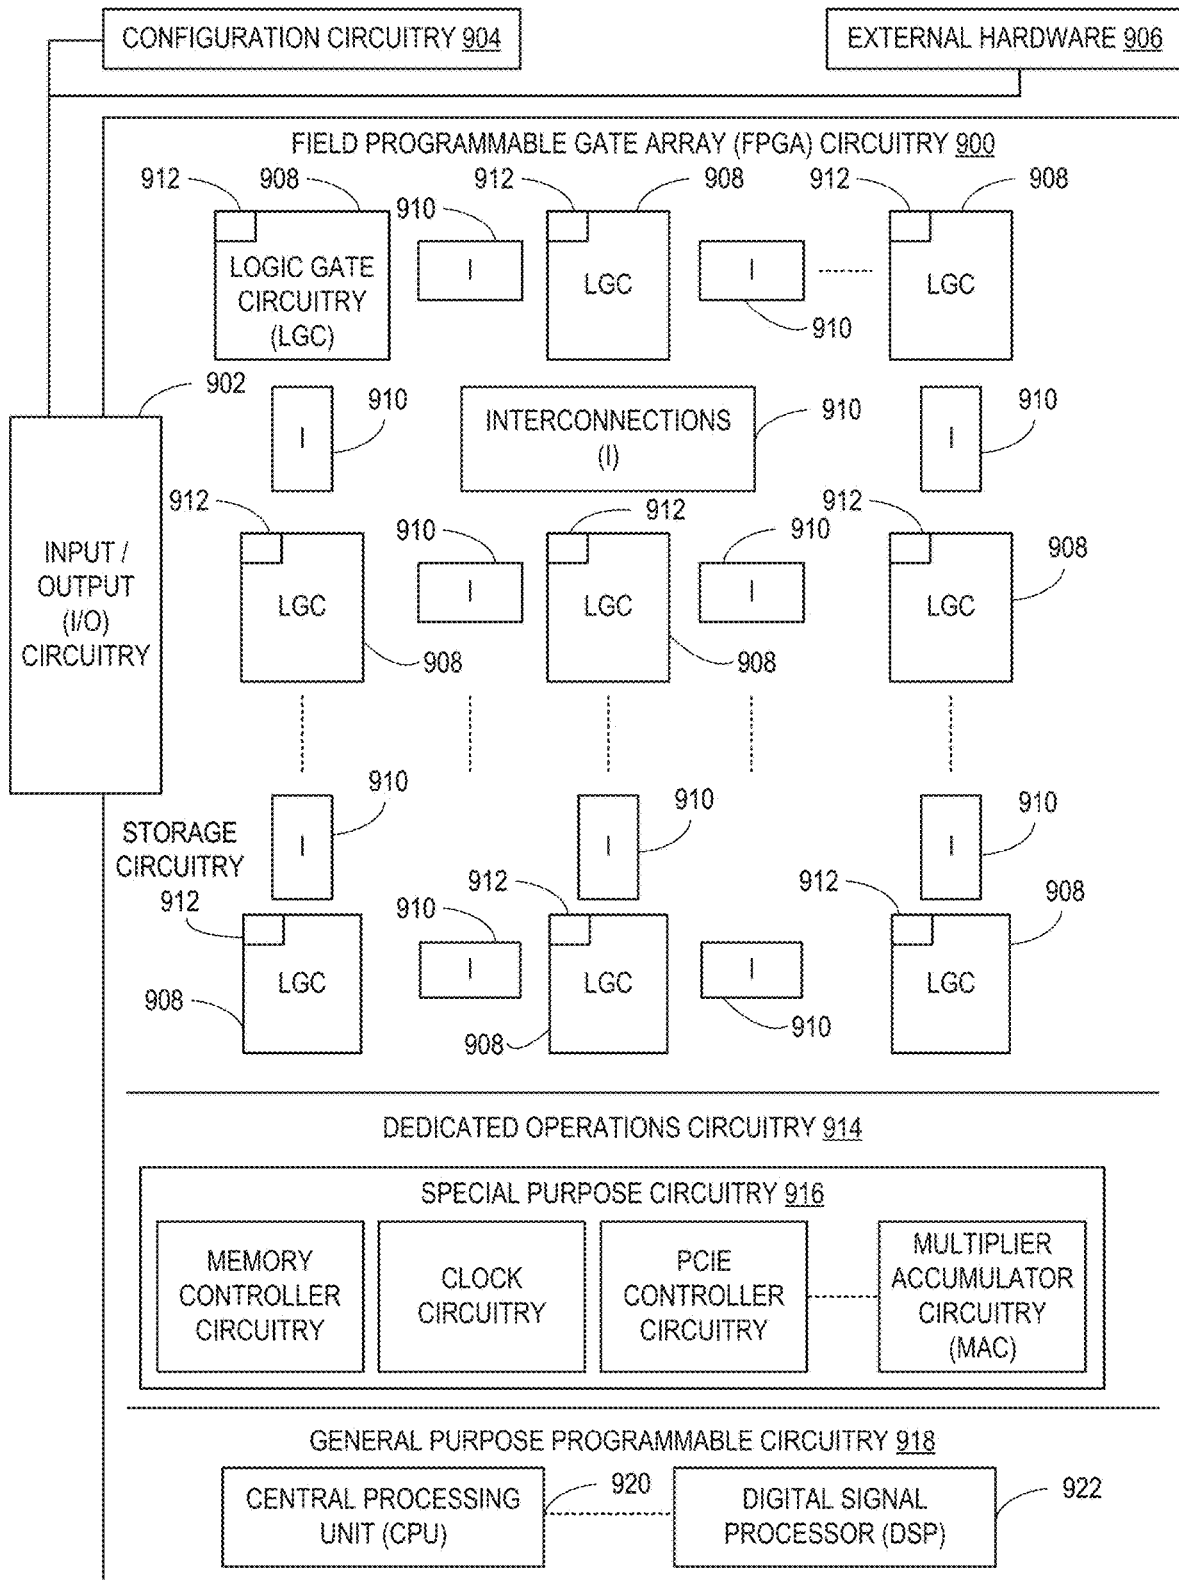 CONFIGURATION CIRCUITRY 904
EXTERNAL HARDWARE 906
FIELD PROGRAMMABLE GATE ARRAY (FPGA) CIRCUITRY 900
912
908
912
908
912
908
910
LOGIC GATE
CIRCUITRY
(LGC)
I
LGC
I
LGC
910
902
910
I
INTERCONNECTIONS
(I)
910
I
910
INPUT /
OUTPUT
(I/O)
CIRCUITRY
912
910
912
910
912
908
LGC
I
LGC
I
LGC
908
908
910
910
910
STORAGE
CIRCUITRY
912
I
I
I
912
912
908
910
LGC
I
LGC
I
LGC
908
908
910
DEDICATED OPERATIONS CIRCUITRY 914
SPECIAL PURPOSE CIRCUITRY 916
MEMORY
CONTROLLER
CIRCUITRY
CLOCK
CIRCUITRY
PCIE
CONTROLLER
CIRCUITRY
MULTIPLIER
ACCUMULATOR
CIRCUITRY
(MAC)
GENERAL PURPOSE PROGRAMMABLE CIRCUITRY 918
CENTRAL PROCESSING
UNIT (CPU)
920
DIGITAL SIGNAL
PROCESSOR (DSP)
922